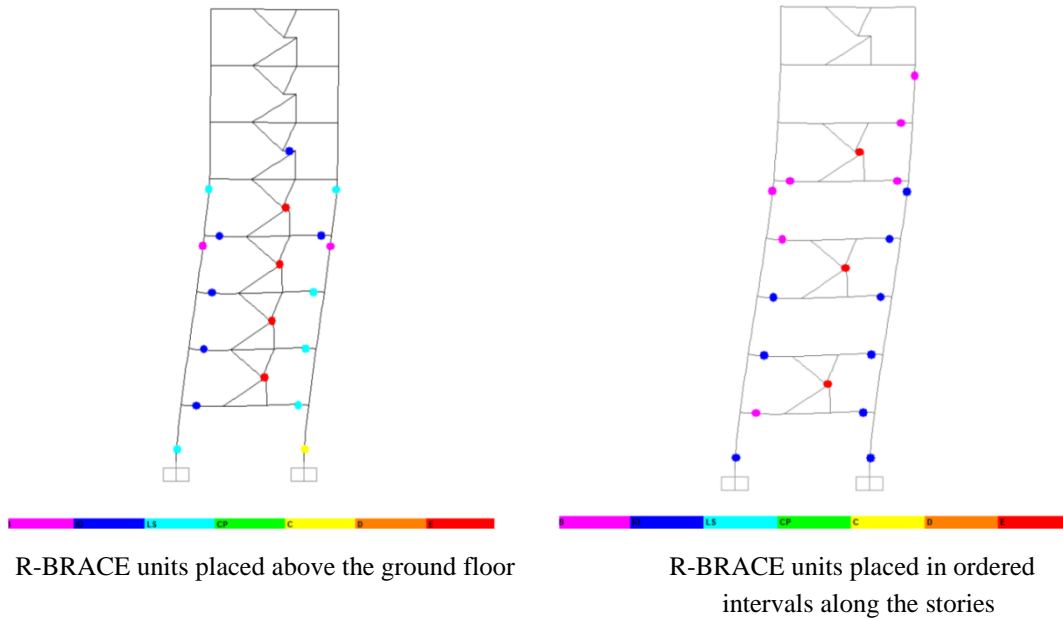 LS CP C D E
B LS CP C D E
R-BRACE units placed above the ground floor
R-BRACE units placed in ordered
intervals along the stories